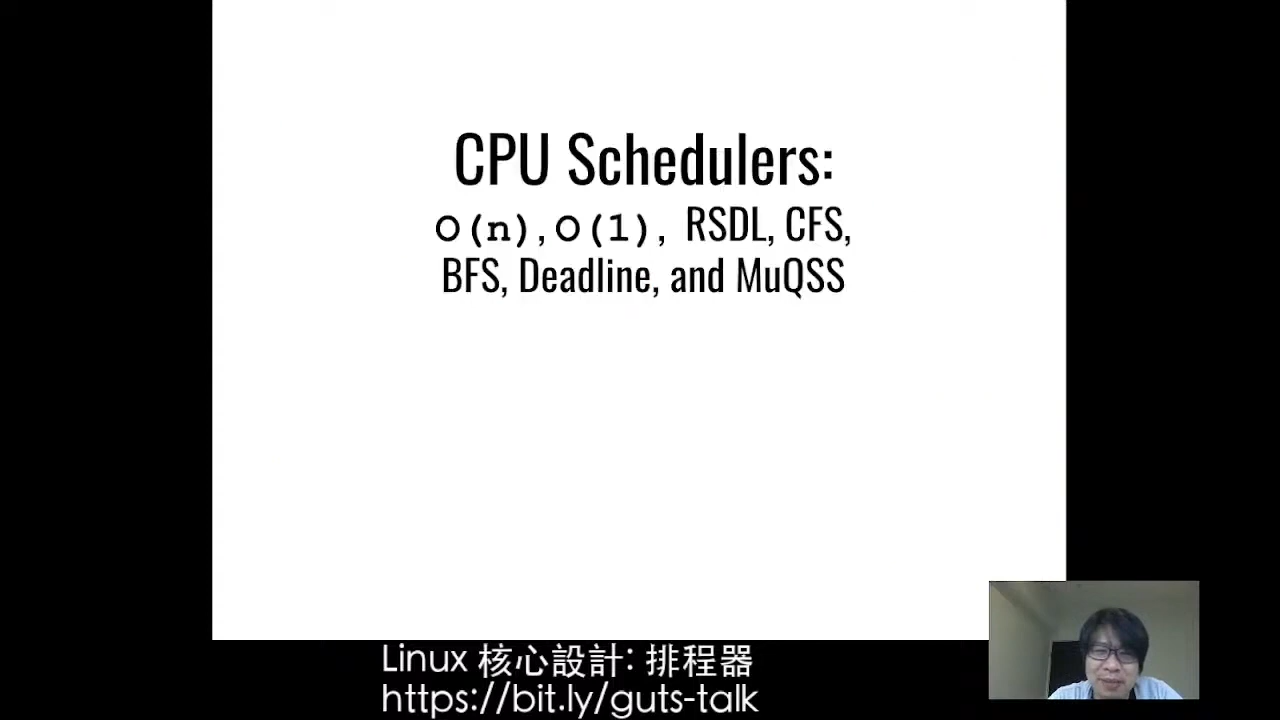 CPU Schedulers:
O(n),O(1), RSDL, CFS,
BFS, Deadline, and MuQSS
Linux 核心設計: 排程器
https://bit.ly/guts-talk